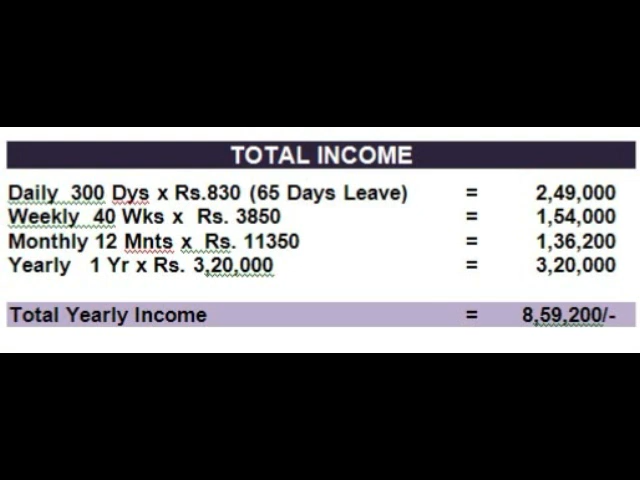 TOTAL INCOME
Daily 300 Dys x Rs.830 (65 Days Leave) = 2,49,000
Weekly 40 Wks x Rs. 3850 = 1,54,000
Monthly 12 Mnts x Rs. 11350 = 1,36,200
Yearly 1 Yr x Rs. 3,20,000 = 3,20,000
Total Yearly Income = 8,59,200/-